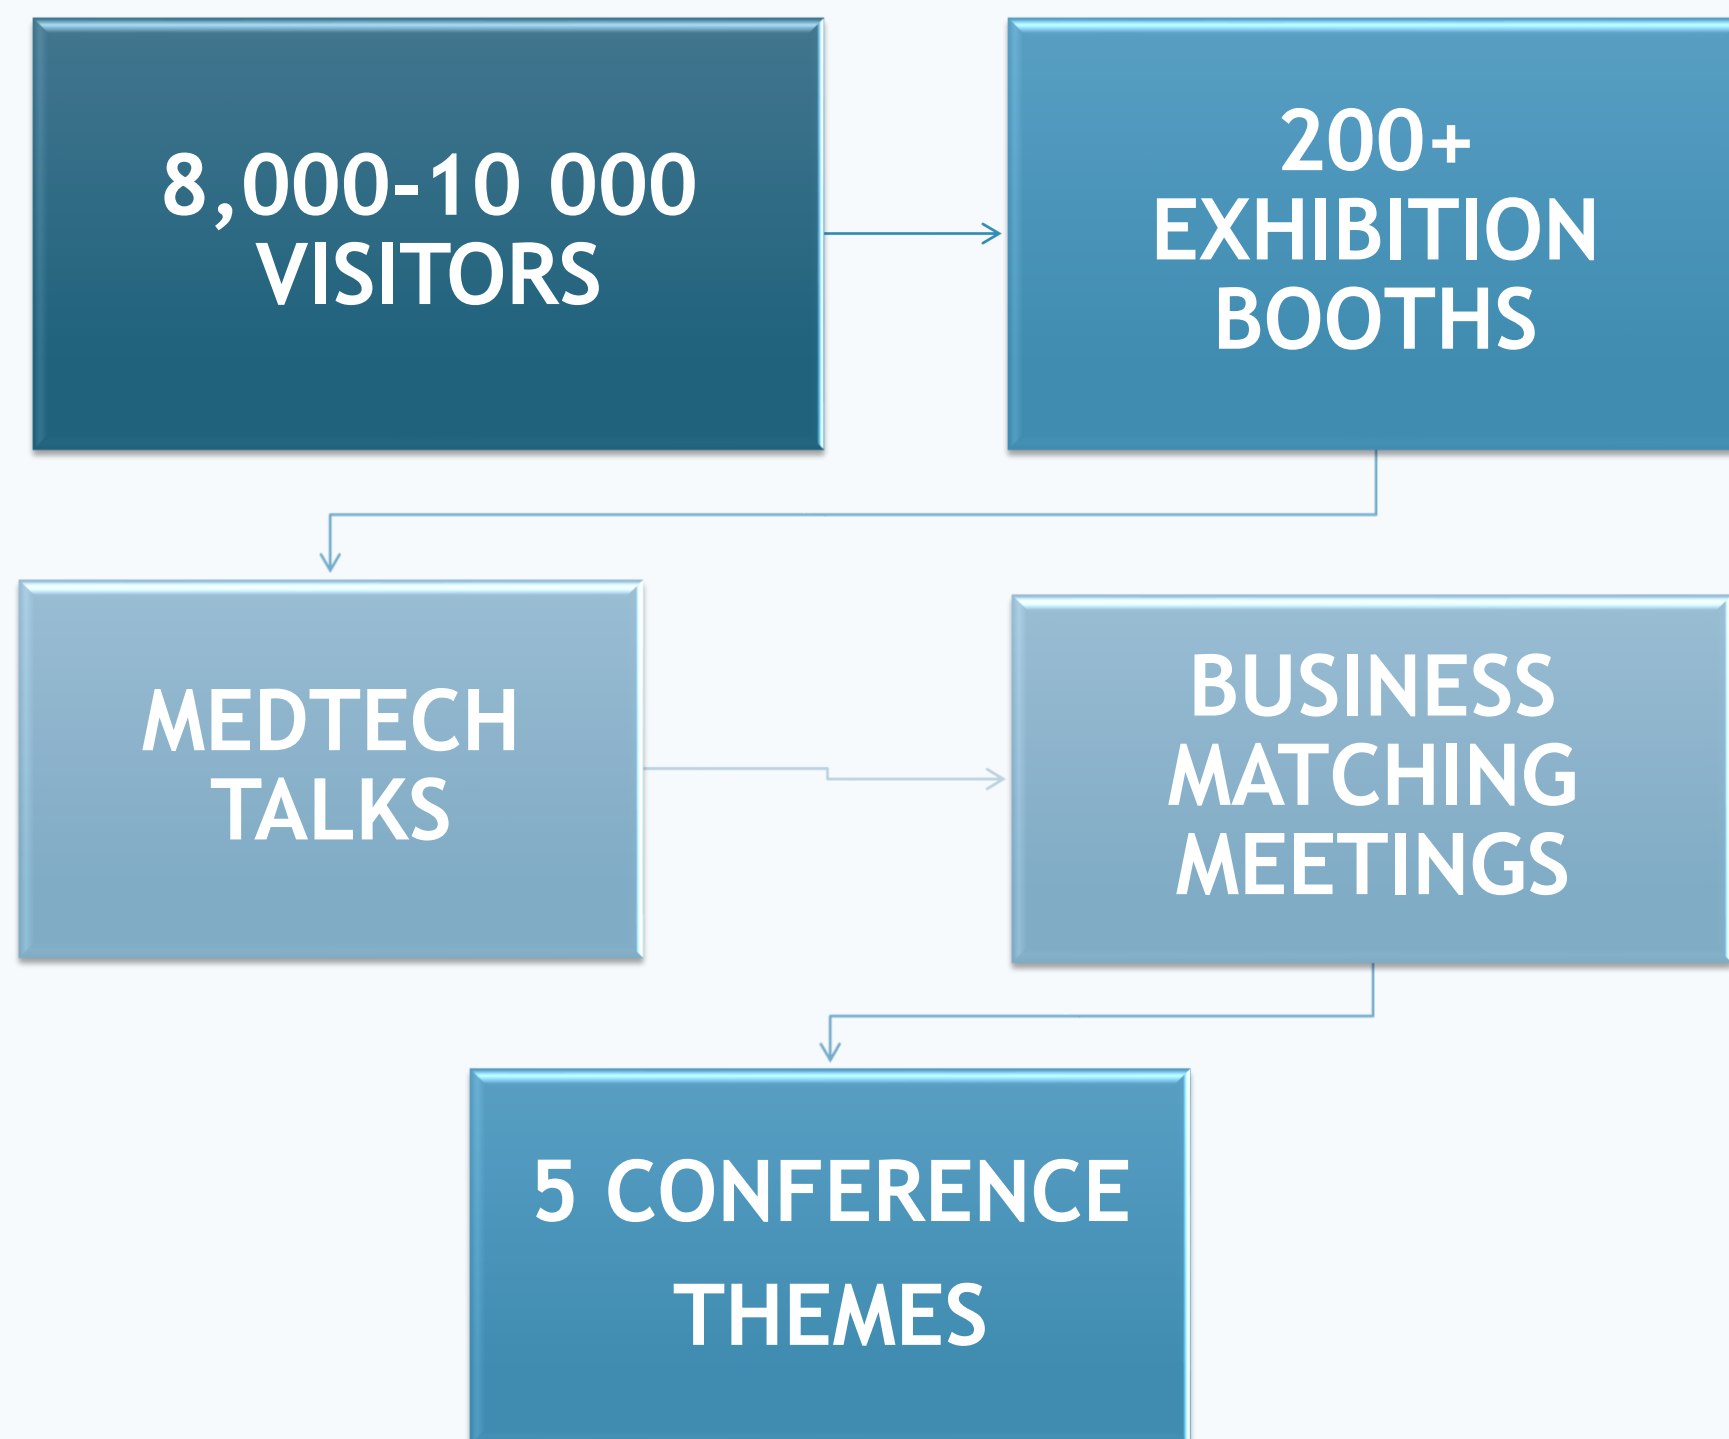 8,000-10 000
VISITORS
200+
EXHIBITION
BOOTHS
MEDTECH
TALKS
BUSINESS
MATCHING
MEETINGS
5 CONFERENCE
THEMES